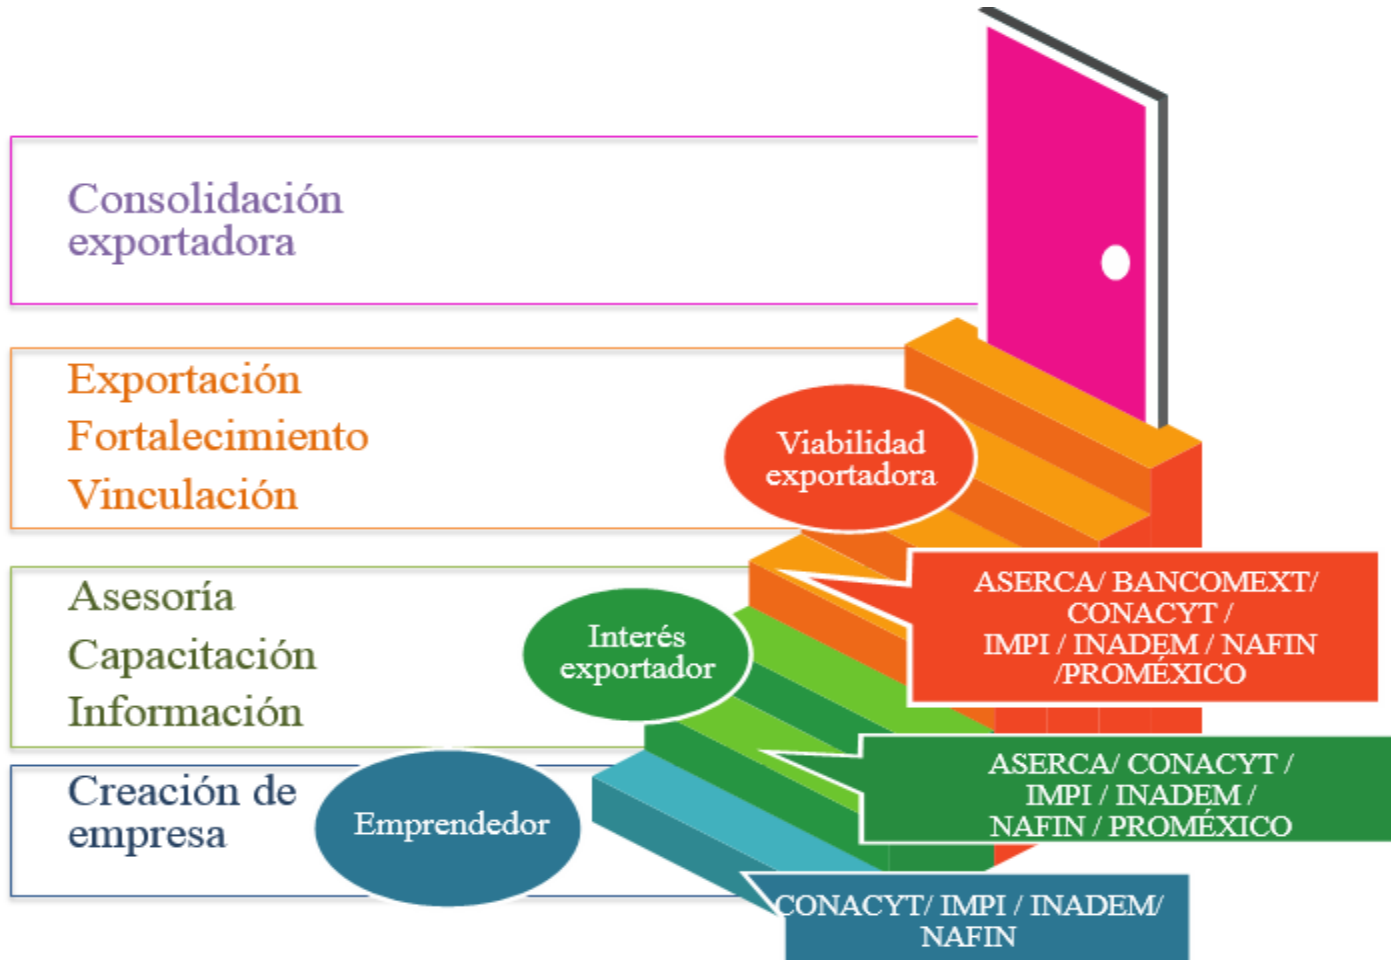 Consolidación
exportadora
Exportación
Fortalecimiento
Vinculación
Viabilidad
exportadora
ASERCA/ BANCOMEXT/
CONACYT /
IMPI / INADEM / NAFIN
/PROMÉXICO
Asesoría
Capacitación
Información
Interés
exportador
ASERCA/ CONACYT /
IMPI / INADEM /
NAFIN / PROMÉXICO
Creación de
empresa
Emprendedor
CONACYT/ IMPI / INADEM/
NAFIN